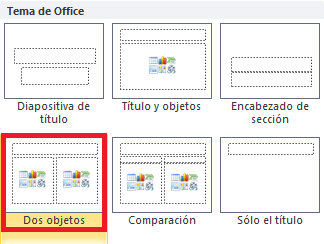 Tema de Office
Diapositiva de
título
Título y objetos
Encabezado de
sección
Dos objetos
Comparación
Sólo el título